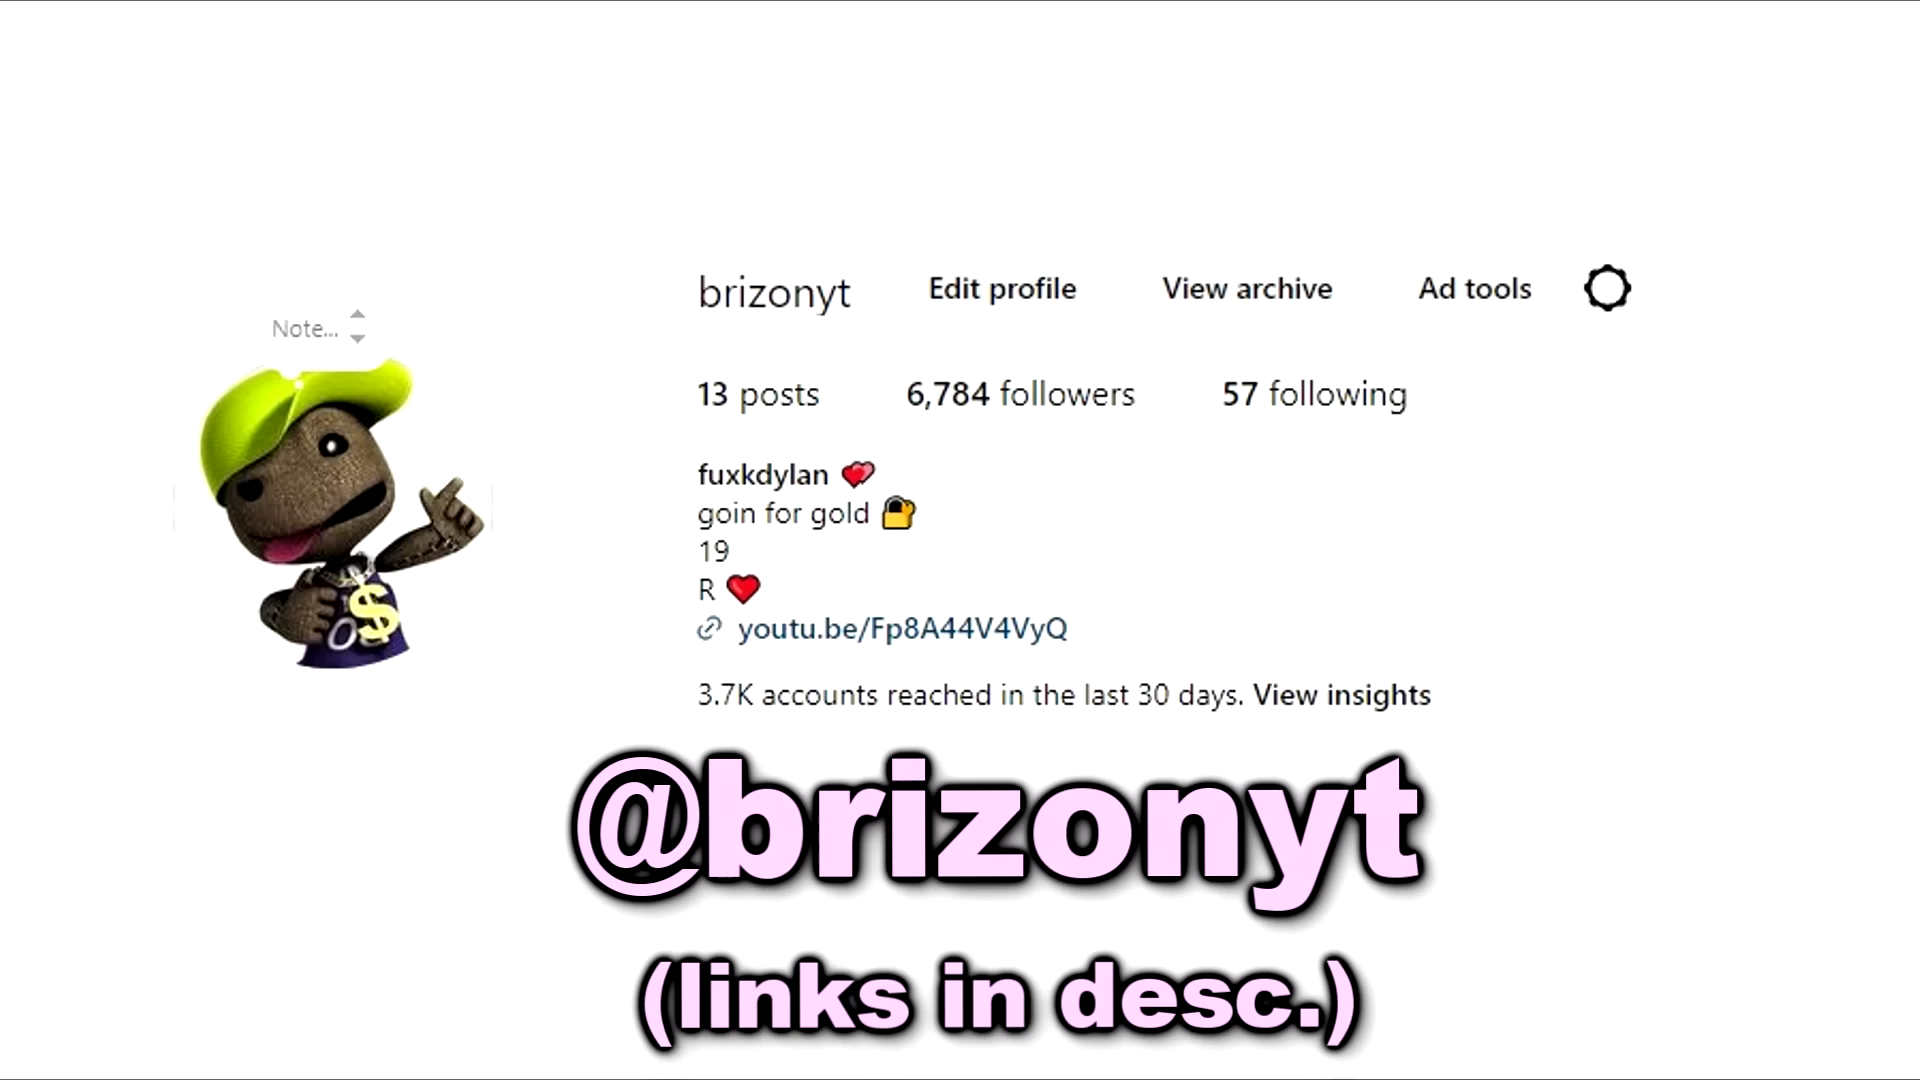 brizonyt Edit profile View archive Ad tools
Note...
13 posts 6,784 followers 57 following
fuxkdylan 💕
goin for gold 🔐
19
R ❤️
youtu.be/Fp8A44V4VyQ
3.7K accounts reached in the last 30 days. View insights
@brizonyt
(links in desc.)